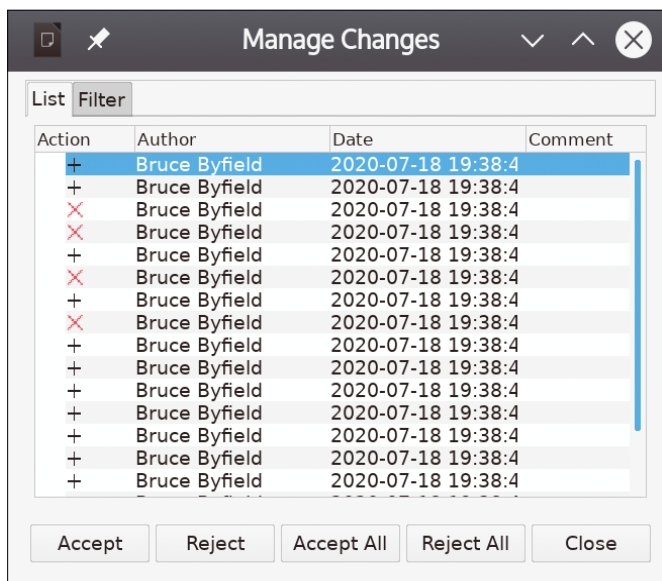 Manage Changes
List Filter
Action Author Date Comment
+ Bruce Byfield 2020-07-18 19:38:4
+ Bruce Byfield 2020-07-18 19:38:4
× Bruce Byfield 2020-07-18 19:38:4
× Bruce Byfield 2020-07-18 19:38:4
+ Bruce Byfield 2020-07-18 19:38:4
× Bruce Byfield 2020-07-18 19:38:4
+ Bruce Byfield 2020-07-18 19:38:4
× Bruce Byfield 2020-07-18 19:38:4
+ Bruce Byfield 2020-07-18 19:38:4
+ Bruce Byfield 2020-07-18 19:38:4
+ Bruce Byfield 2020-07-18 19:38:4
+ Bruce Byfield 2020-07-18 19:38:4
+ Bruce Byfield 2020-07-18 19:38:4
+ Bruce Byfield 2020-07-18 19:38:4
+ Bruce Byfield 2020-07-18 19:38:4
Accept Reject Accept All Reject All Close